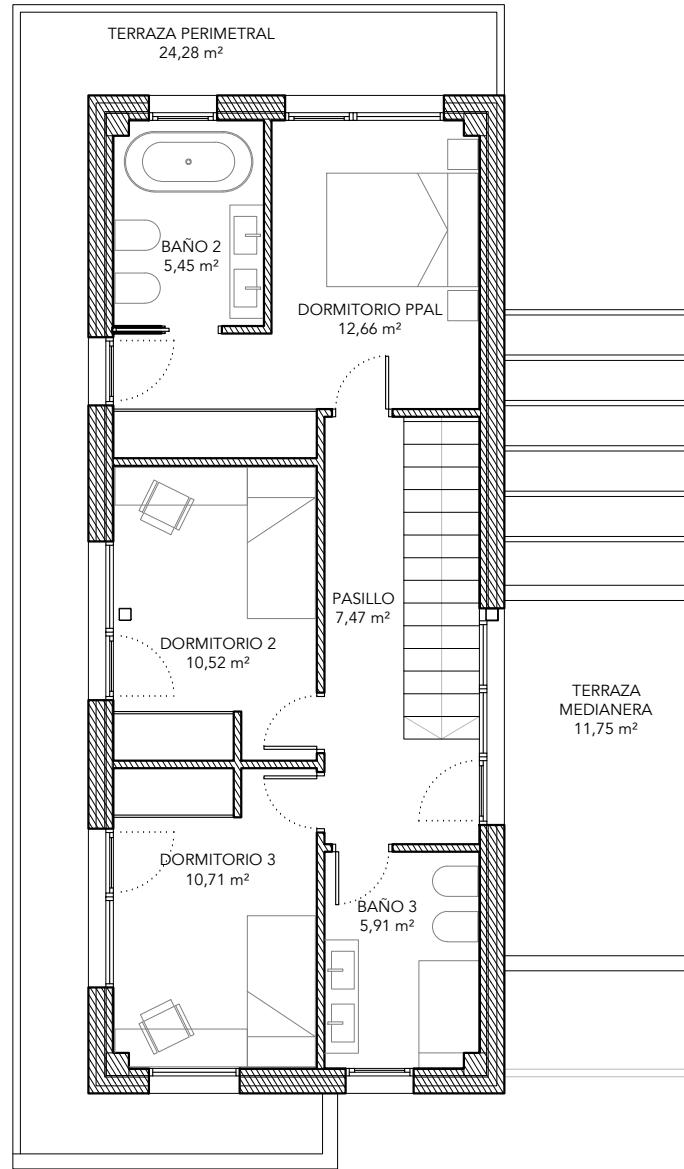 TERRAZA PERIMETRAL
24,28 m²
BAÑO 2
5,45 m²
DORMITORIO PPAL
12,66 m²
PASILLO
7,47 m²
DORMITORIO 2
10,52 m²
TERRAZA
MEDIANERA
11,75 m²
DORMITORIO 3
10,71 m²
BAÑO 3
5,91 m²